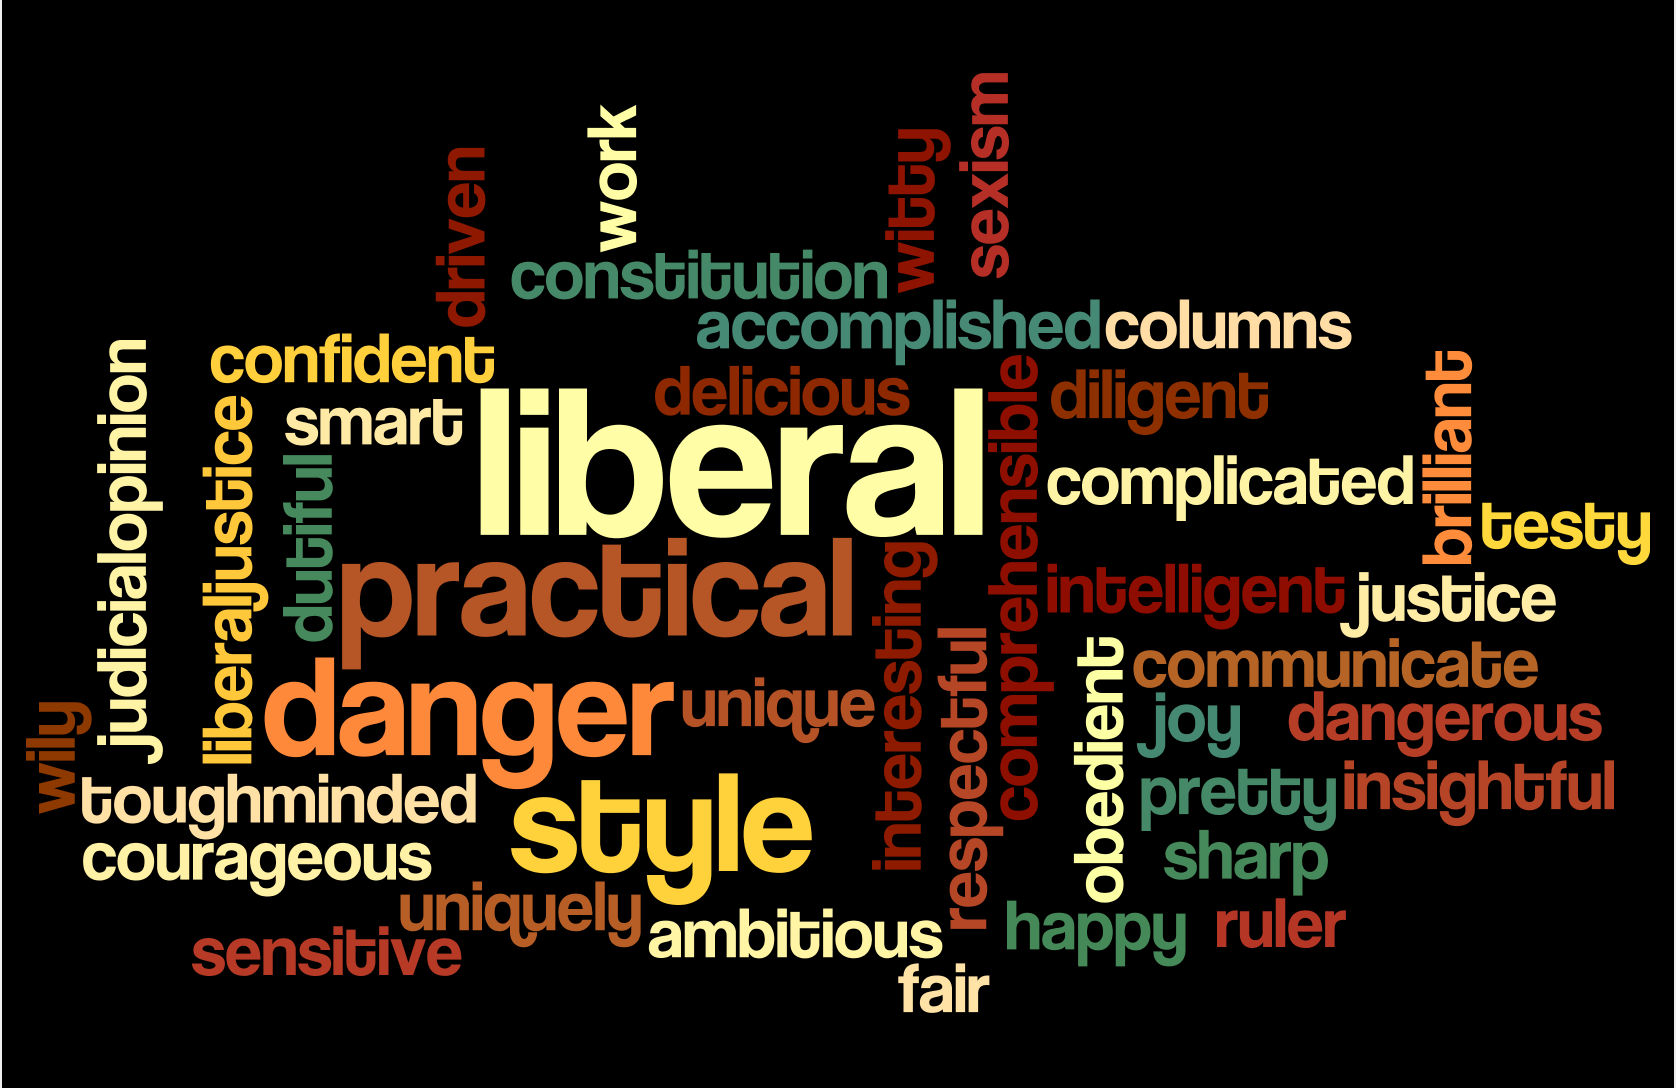 sexism
work
witty
driven
constitution
accomplished
columns
confident
judicialopinion
delicious
brilliant
comprehensible
diligent
liberal
smart
liberaljustice
dutiful
complicated
testy
practical
interesting
intelligent
justice
respectful
obedient
communicate
danger
unique
joy
dangerous
wily
toughminded
style
pretty
insightful
courageous
sharp
uniquely
ambitious
happy
ruler
sensitive
fair